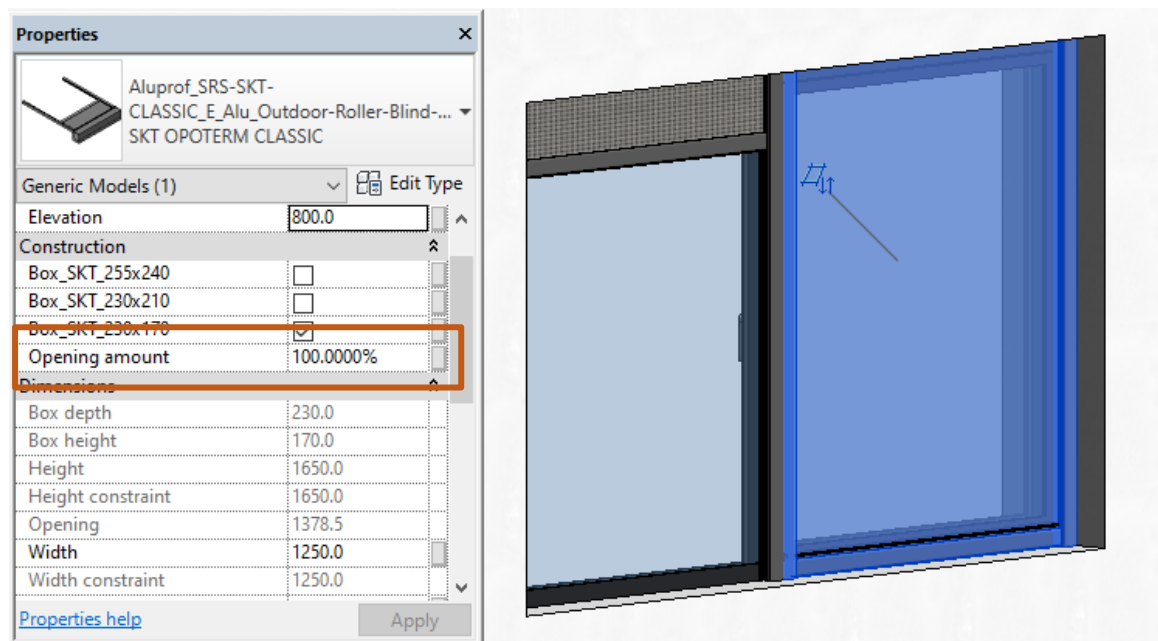 Properties
Aluprof_SRS-SKT-
CLASSIC_E_Alu_Outdoor-Roller-Blind-...
SKT OPOTERM CLASSIC
Generic Models (1) Edit Type
Elevation 800.0
Construction
Box_SKT_255x240
Box_SKT_230x210
Box_SKT_230x170
Opening amount 100.0000%
Dimensions
Box depth 230.0
Box height 170.0
Height 1650.0
Height constraint 1650.0
Opening 1378.5
Width 1250.0
Width constraint 1250.0
Properties help Apply